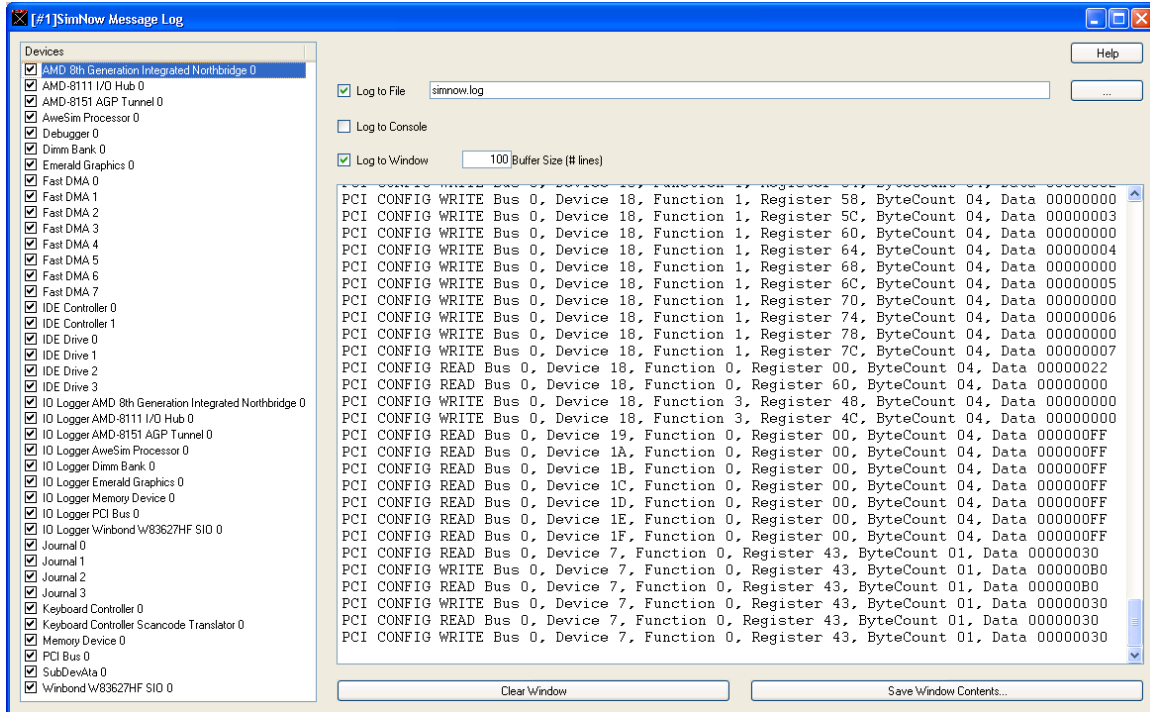 [#1]SimNow Message Log
Devices
AMD 8th Generation Integrated Northbridge 0
AMD-8111 I/O Hub 0
AMD-8151 AGP Tunnel 0
AweSim Processor 0
Debugger 0
Dimm Bank 0
Emerald Graphics 0
Fast DMA 0
Fast DMA 1
Fast DMA 2
Fast DMA 3
Fast DMA 4
Fast DMA 5
Fast DMA 6
Fast DMA 7
IDE Controller 0
IDE Controller 1
IDE Drive 0
IDE Drive 1
IDE Drive 2
IDE Drive 3
IO Logger AMD 8th Generation Integrated Northbridge 0
IO Logger AMD-8111 I/O Hub 0
IO Logger AMD-8151 AGP Tunnel 0
IO Logger AweSim Processor 0
IO Logger Dimm Bank 0
IO Logger Emerald Graphics 0
IO Logger Memory Device 0
IO Logger PCI Bus 0
IO Logger Winbond W83627HF SIO 0
Journal 0
Journal 1
Journal 2
Journal 3
Keyboard Controller 0
Keyboard Controller Scancode Translator 0
Memory Device 0
PCI Bus 0
SubDevAta 0
Winbond W83627HF SIO 0
Help
Log to File simnow.log ...
Log to Console
Log to Window 100 Buffer Size (# lines)
PCI CONFIG WRITE Bus 0, Device 18, Function 1, Register 58, ByteCount 04, Data 00000000
PCI CONFIG WRITE Bus 0, Device 18, Function 1, Register 5C, ByteCount 04, Data 00000003
PCI CONFIG WRITE Bus 0, Device 18, Function 1, Register 60, ByteCount 04, Data 00000000
PCI CONFIG WRITE Bus 0, Device 18, Function 1, Register 64, ByteCount 04, Data 00000004
PCI CONFIG WRITE Bus 0, Device 18, Function 1, Register 68, ByteCount 04, Data 00000000
PCI CONFIG WRITE Bus 0, Device 18, Function 1, Register 6C, ByteCount 04, Data 00000005
PCI CONFIG WRITE Bus 0, Device 18, Function 1, Register 70, ByteCount 04, Data 00000000
PCI CONFIG WRITE Bus 0, Device 18, Function 1, Register 74, ByteCount 04, Data 00000006
PCI CONFIG WRITE Bus 0, Device 18, Function 1, Register 78, ByteCount 04, Data 00000000
PCI CONFIG WRITE Bus 0, Device 18, Function 1, Register 7C, ByteCount 04, Data 00000007
PCI CONFIG READ Bus 0, Device 18, Function 0, Register 00, ByteCount 04, Data 00000022
PCI CONFIG READ Bus 0, Device 18, Function 0, Register 60, ByteCount 04, Data 00000000
PCI CONFIG WRITE Bus 0, Device 18, Function 3, Register 48, ByteCount 04, Data 00000000
PCI CONFIG WRITE Bus 0, Device 18, Function 3, Register 4C, ByteCount 04, Data 00000000
PCI CONFIG READ Bus 0, Device 19, Function 0, Register 00, ByteCount 04, Data 000000FF
PCI CONFIG READ Bus 0, Device 1A, Function 0, Register 00, ByteCount 04, Data 000000FF
PCI CONFIG READ Bus 0, Device 1B, Function 0, Register 00, ByteCount 04, Data 000000FF
PCI CONFIG READ Bus 0, Device 1C, Function 0, Register 00, ByteCount 04, Data 000000FF
PCI CONFIG READ Bus 0, Device 1D, Function 0, Register 00, ByteCount 04, Data 000000FF
PCI CONFIG READ Bus 0, Device 1E, Function 0, Register 00, ByteCount 04, Data 000000FF
PCI CONFIG READ Bus 0, Device 1F, Function 0, Register 00, ByteCount 04, Data 000000FF
PCI CONFIG READ Bus 0, Device 7, Function 0, Register 43, ByteCount 01, Data 00000030
PCI CONFIG WRITE Bus 0, Device 7, Function 0, Register 43, ByteCount 01, Data 000000B0
PCI CONFIG READ Bus 0, Device 7, Function 0, Register 43, ByteCount 01, Data 000000B0
PCI CONFIG WRITE Bus 0, Device 7, Function 0, Register 43, ByteCount 01, Data 00000030
PCI CONFIG READ Bus 0, Device 7, Function 0, Register 43, ByteCount 01, Data 00000030
PCI CONFIG WRITE Bus 0, Device 7, Function 0, Register 43, ByteCount 01, Data 00000030
Clear Window
Save Window Contents...